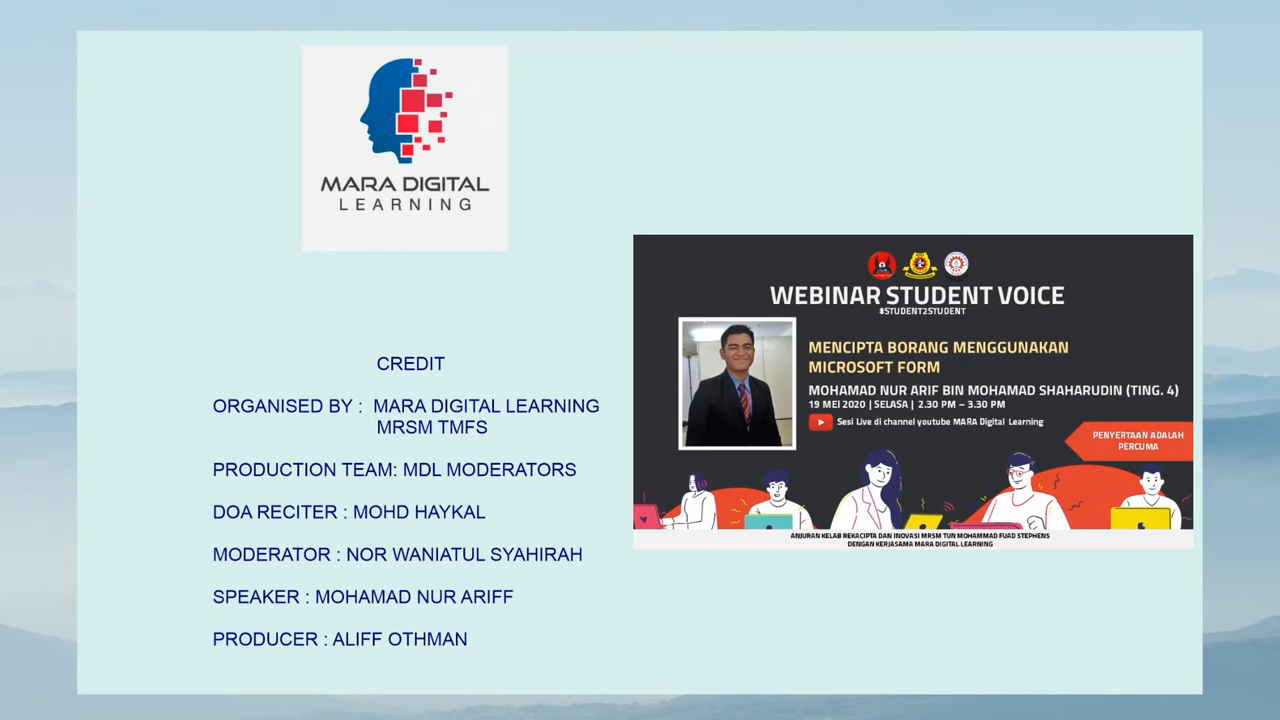 MARA DIGITAL
LEARNING
CREDIT
ORGANISED BY : MARA DIGITAL LEARNING
MRSM TMFS
PRODUCTION TEAM: MDL MODERATORS
DOA RECITER : MOHD HAYKAL
MODERATOR : NOR WANIATUL SYAHIRAH
SPEAKER : MOHAMAD NUR ARIFF
PRODUCER : ALIFF OTHMAN
WEBINAR STUDENT VOICE
#STUDENT2STUDENT
MENCIPTA BORANG MENGGUNAKAN
MICROSOFT FORM
MOHAMAD NUR ARIF BIN MOHAMAD SHAHARUDIN (TING. 4)
19 MEI 2020 | SELASA | 2.30 PM – 3.30 PM
Sesi Live di channel youtube MARA Digital Learning
PENYERTAAN ADALAH
PERCUMA
ANJURAN KELAB REKACIPTA DAN INOVASI MRSM TUN MOHAMMAD FUAD STEPHENS
DENGAN KERJASAMA MARA DIGITAL LEARNING